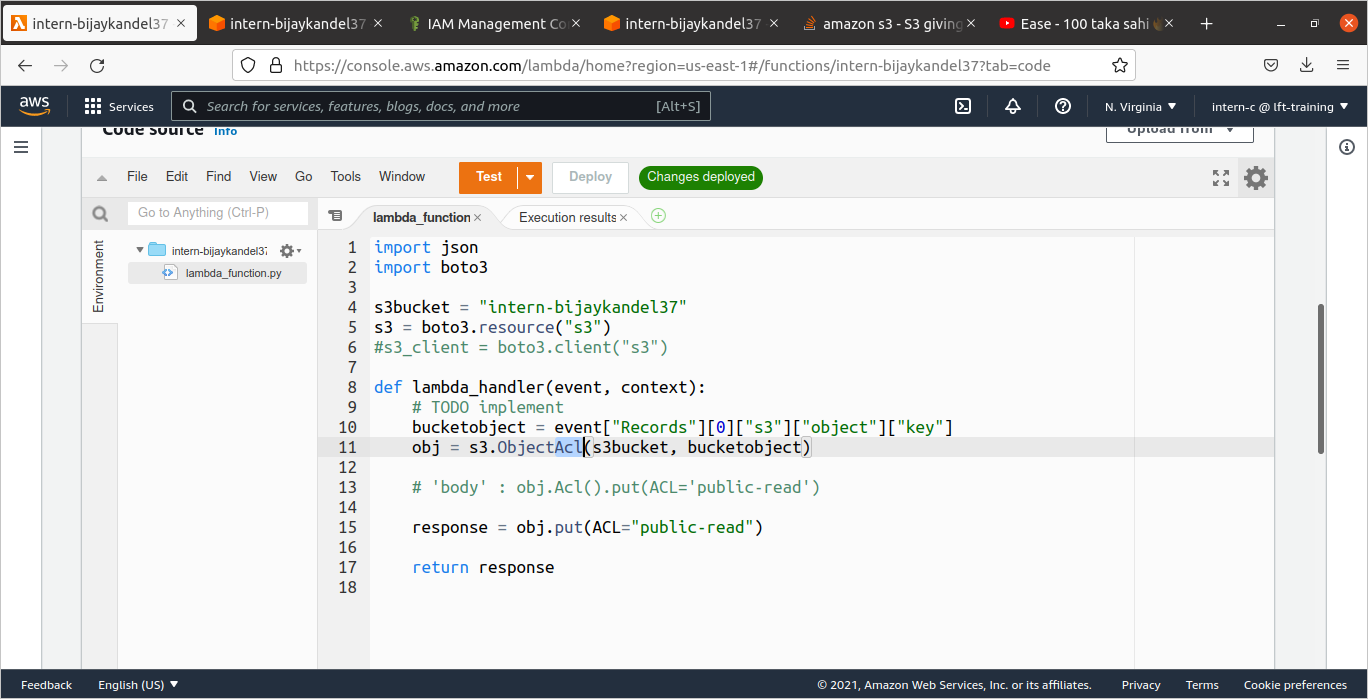 intern-bijaykandel37
intern-bijaykandel37
IAM Management Co
intern-bijaykandel37
amazon s3 - S3 giving
Ease - 100 taka sahi
https://console.aws.amazon.com/lambda/home?region=us-east-1#/functions/intern-bijaykandel37?tab=code
aws
Services
Search for services, features, blogs, docs, and more
[Alt+S]
N. Virginia
intern-c @ lft-training
Code source Info
Upload from
File Edit Find View Go Tools Window
Test
Deploy
Changes deployed
Go to Anything (Ctrl-P)
lambda_function
Execution results
Environment
intern-bijaykandel37
lambda_function.py
1 import json
2 import boto3
3
4 s3bucket = "intern-bijaykandel37"
5 s3 = boto3.resource("s3")
6 #s3_client = boto3.client("s3")
7
8 def lambda_handler(event, context):
9     # TODO implement
10     bucketobject = event["Records"][0]["s3"]["object"]["key"]
11     obj = s3.ObjectAcl(s3bucket, bucketobject)
12
13     # 'body' : obj.Acl().put(ACL='public-read')
14
15     response = obj.put(ACL="public-read")
16
17     return response
18
Feedback
English (US)
© 2021, Amazon Web Services, Inc. or its affiliates.
Privacy
Terms
Cookie preferences